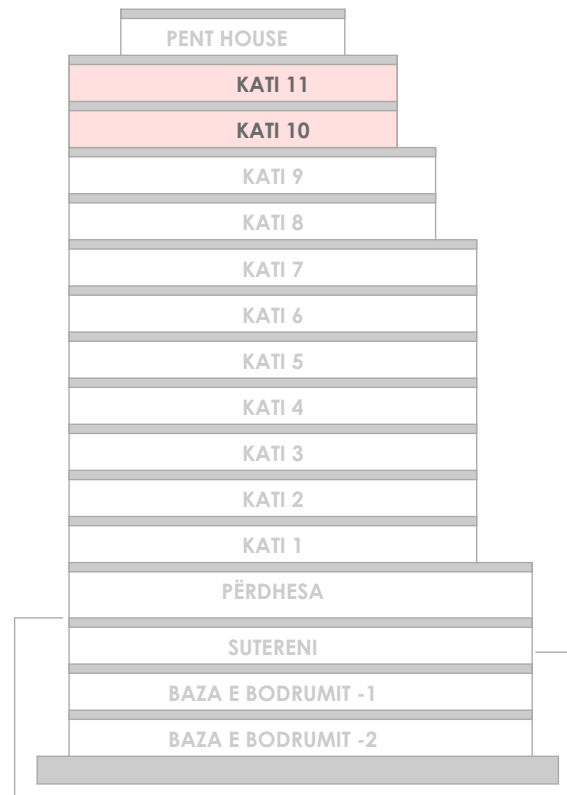 PENT HOUSE
KATI 11
KATI 10
KATI 9
KATI 8
KATI 7
KATI 6
KATI 5
KATI 4
KATI 3
KATI 2
KATI 1
PËRDHESA
SUTERENI
BAZA E BODRUMIT -1
BAZA E BODRUMIT -2